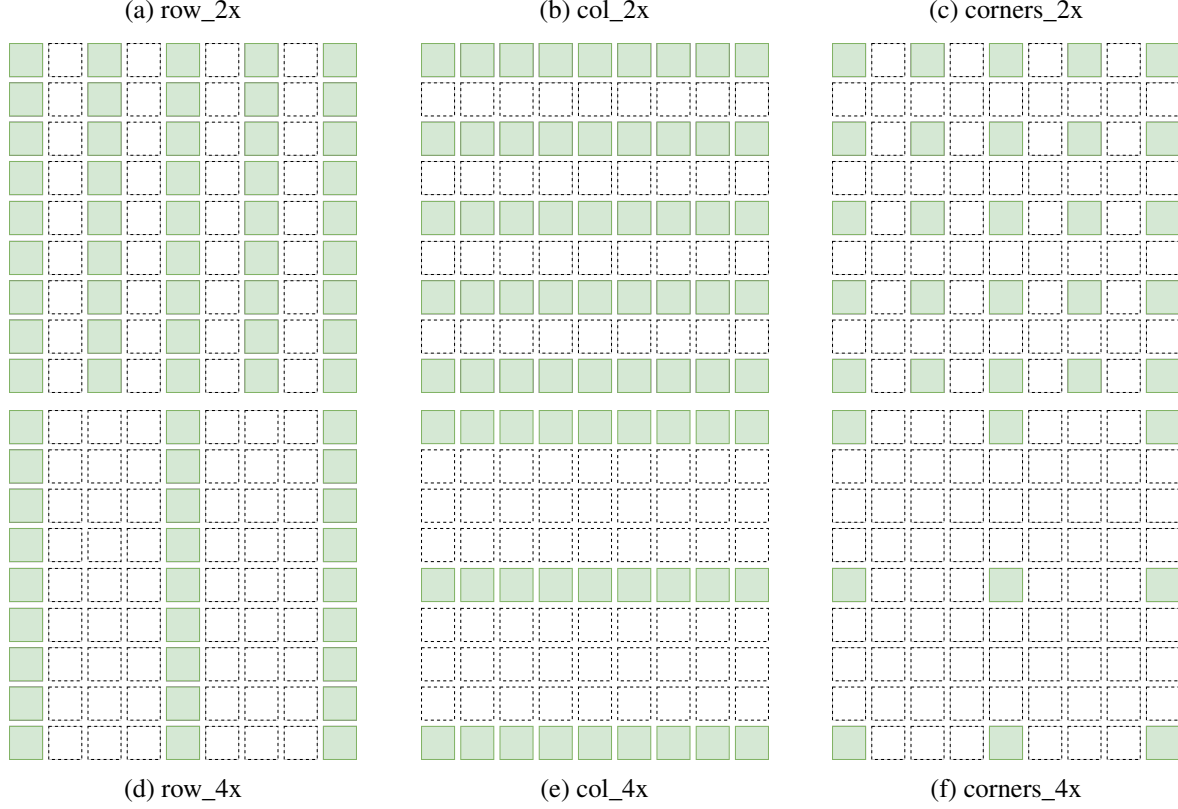 (a) row_2x
(b) col_2x
(c) corners_2x
(d) row_4x
(e) col_4x
(f) corners_4x